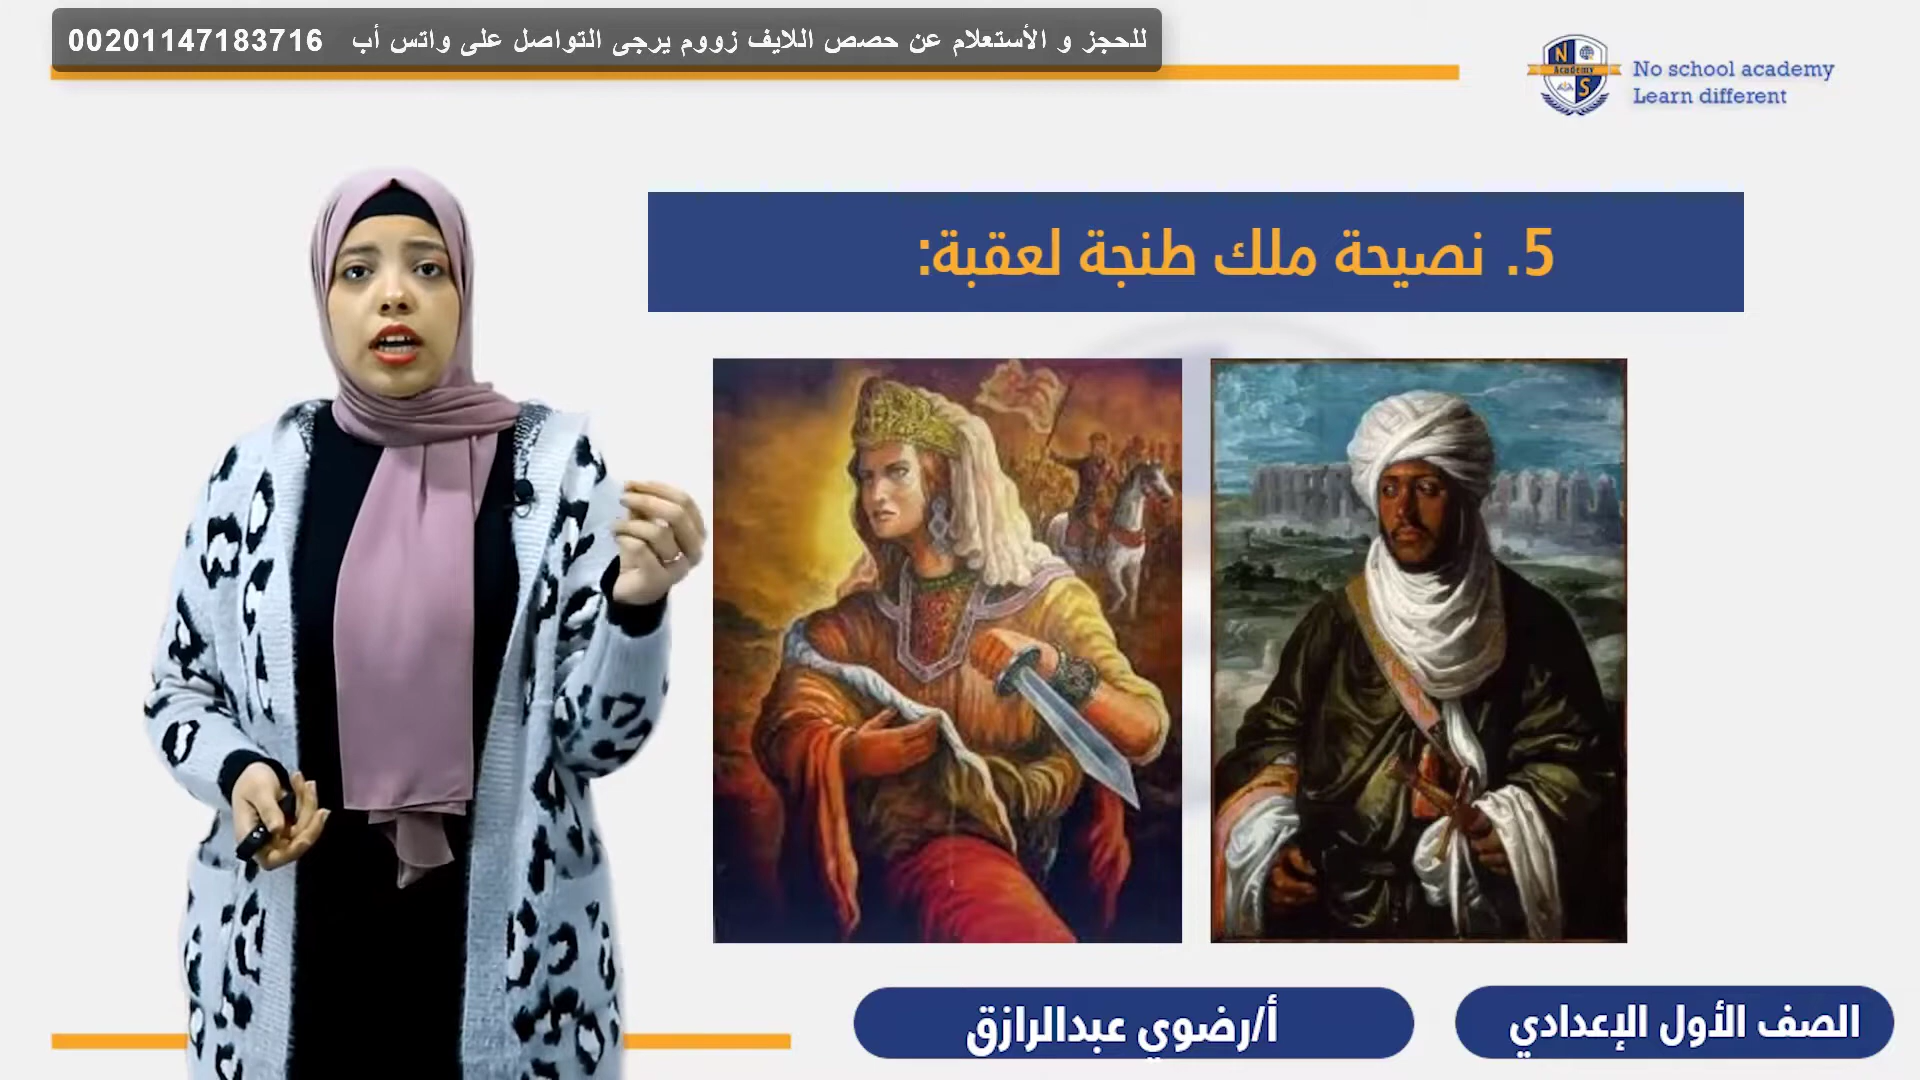 للحجز و الأستعلام عن حصص اللايف زووم يرجى التواصل على واتس أب 00201147183716
N
Academy
S
No school academy
Learn different
5. نصيحة ملك طنجة لعقبة:
أ/رضوي عبدالرازق
الصف الأول الإعدادي